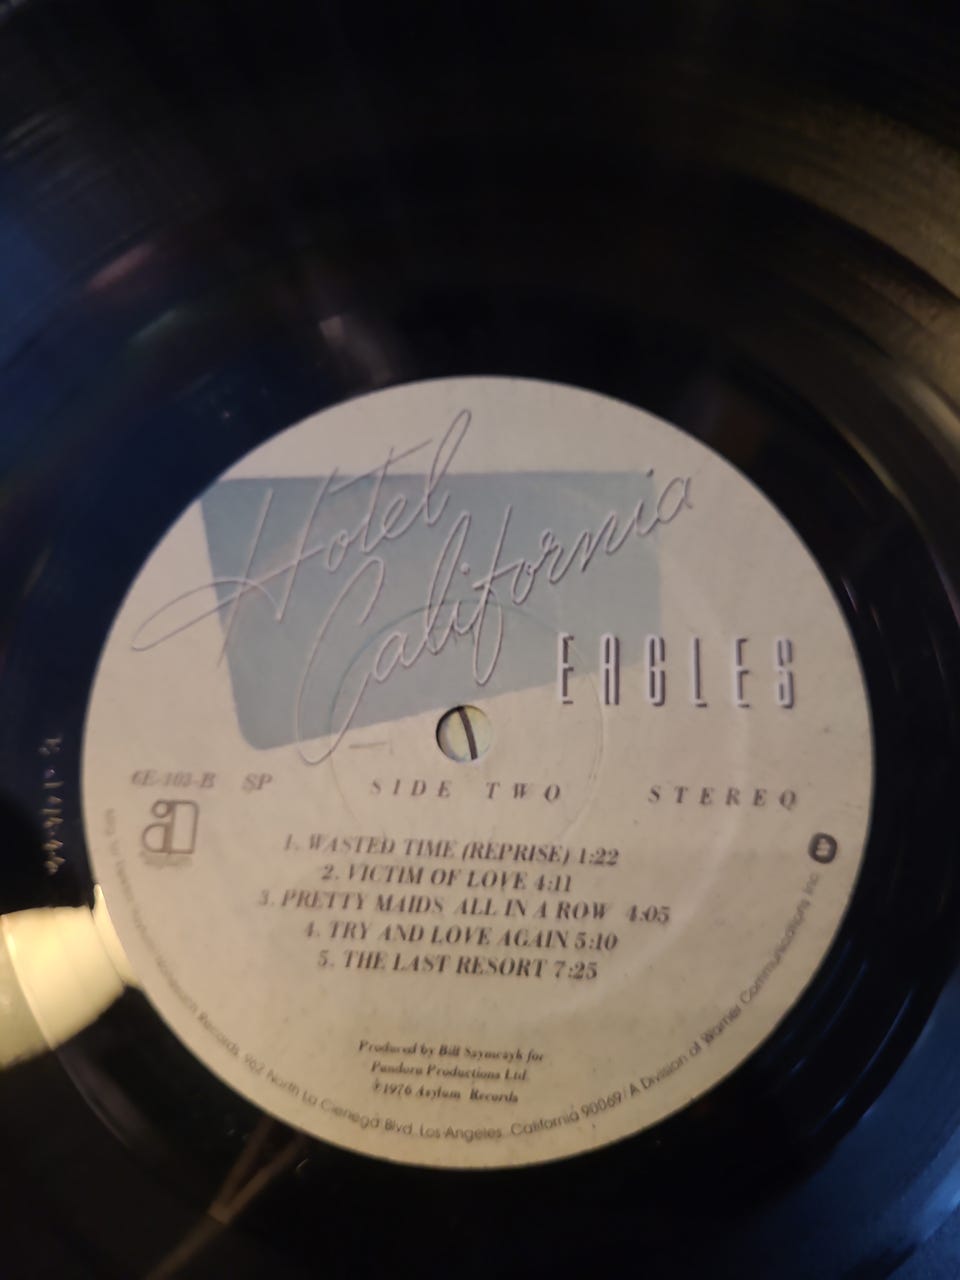 Hotel
California
EAGLES
6E-103-B SP
SIDE TWO STEREO
1. WASTED TIME (REPRISE) 1:22
2. VICTIM OF LOVE 4:11
3. PRETTY MAIDS ALL IN A ROW 4:05
4. TRY AND LOVE AGAIN 5:10
5. THE LAST RESORT 7:25
Produced by Bill Szymczyk for
Pandora Productions Ltd.
℗1976 Asylum Records
Records, 962 North La Cienega Blvd., Los Angeles, California 90069/A Division of Warner Communications Inc.